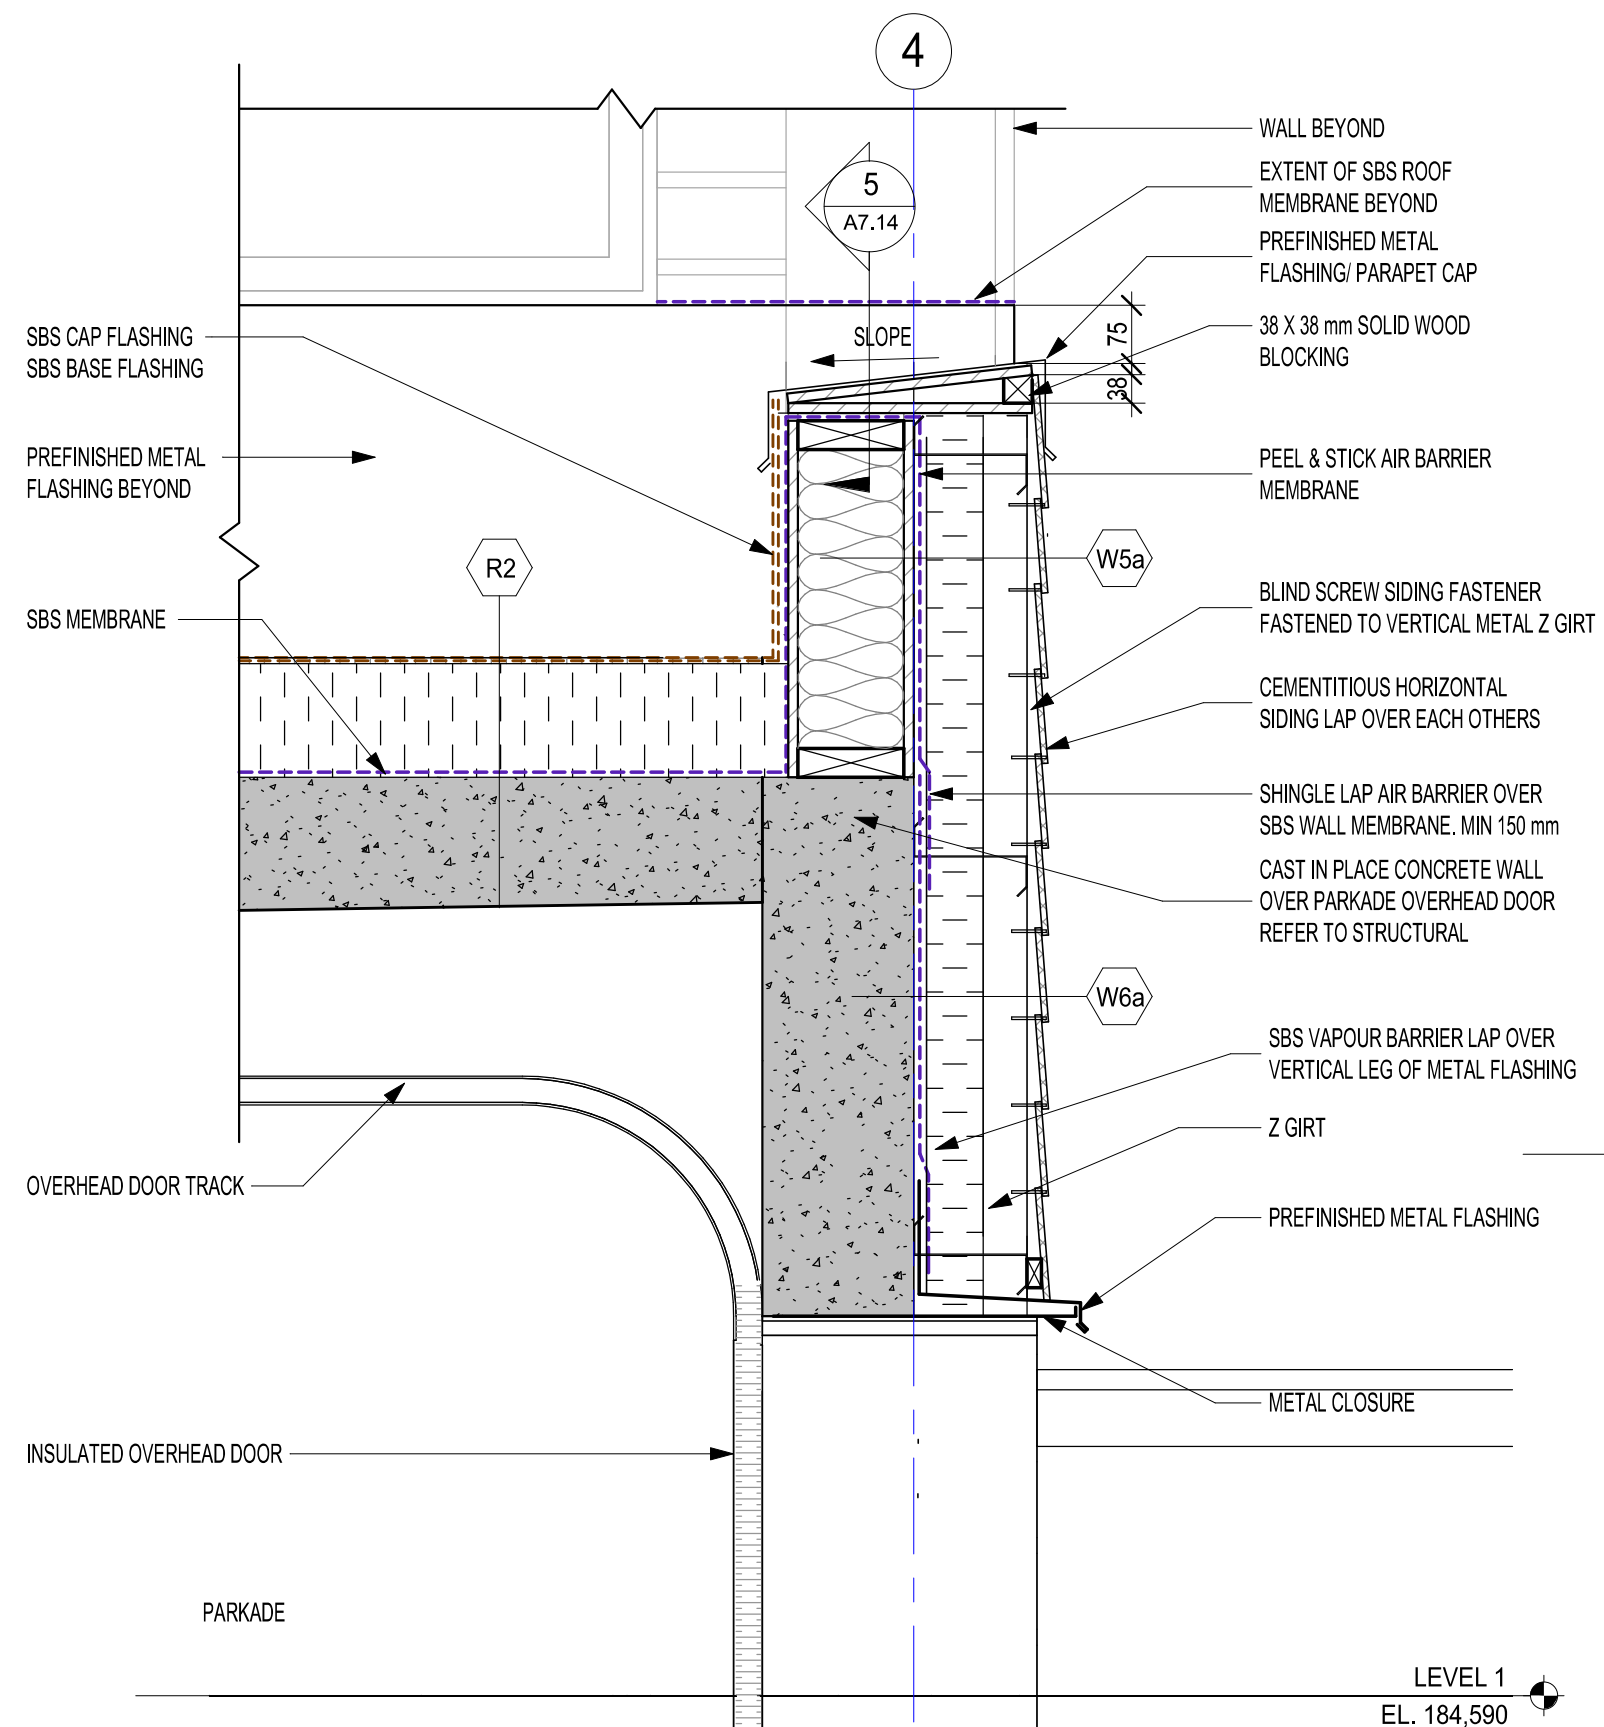 4
WALL BEYOND
EXTENT OF SBS ROOF
MEMBRANE BEYOND
5
A7.14
PREFINISHED METAL
FLASHING/ PARAPET CAP
SBS CAP FLASHING
SBS BASE FLASHING
SLOPE
75
38
38 X 38 mm SOLID WOOD
BLOCKING
PREFINISHED METAL
FLASHING BEYOND
PEEL & STICK AIR BARRIER
MEMBRANE
R2
W5a
SBS MEMBRANE
BLIND SCREW SIDING FASTENER
FASTENED TO VERTICAL METAL Z GIRT
CEMENTITIOUS HORIZONTAL
SIDING LAP OVER EACH OTHERS
SHINGLE LAP AIR BARRIER OVER
SBS WALL MEMBRANE. MIN 150 mm
CAST IN PLACE CONCRETE WALL
OVER PARKADE OVERHEAD DOOR
REFER TO STRUCTURAL
W6a
SBS VAPOUR BARRIER LAP OVER
VERTICAL LEG OF METAL FLASHING
Z GIRT
OVERHEAD DOOR TRACK
PREFINISHED METAL FLASHING
METAL CLOSURE
INSULATED OVERHEAD DOOR
PARKADE
LEVEL 1
EL. 184,590